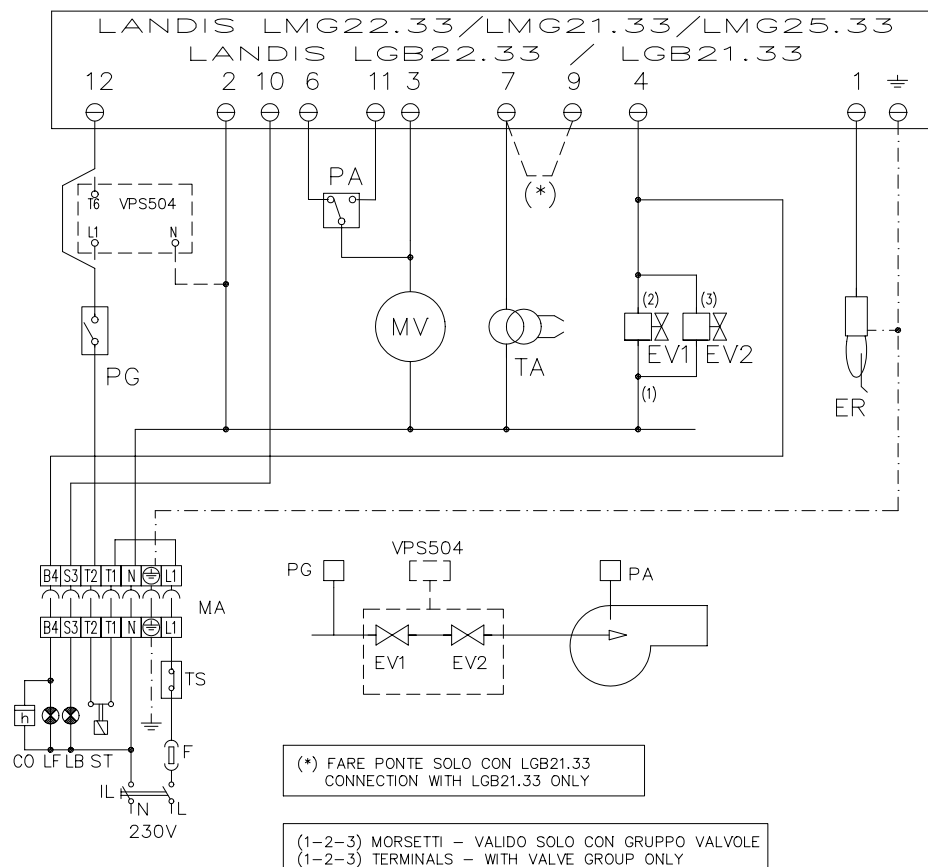 LANDIS LMG22.33/LMG21.33/LMG25.33
LANDIS LGB22.33 / LGB21.33
12 2 10 6 11 3 7 9 4 1
PA
(*)
T6 VPS504
L1 N
(2) (3)
MV
EV1 EV2
TA
PG
(1)
ER
VPS504
B4 S3 T2 T1 N L1
PG
PA
MA
B4 S3 T2 T1 N L1
EV1 EV2
TS
h
CO LF LB ST
F
IL
N L
230V
(*) FARE PONTE SOLO CON LGB21.33
CONNECTION WITH LGB21.33 ONLY
(1-2-3) MORSETTI – VALIDO SOLO CON GRUPPO VALVOLE
(1-2-3) TERMINALS – WITH VALVE GROUP ONLY